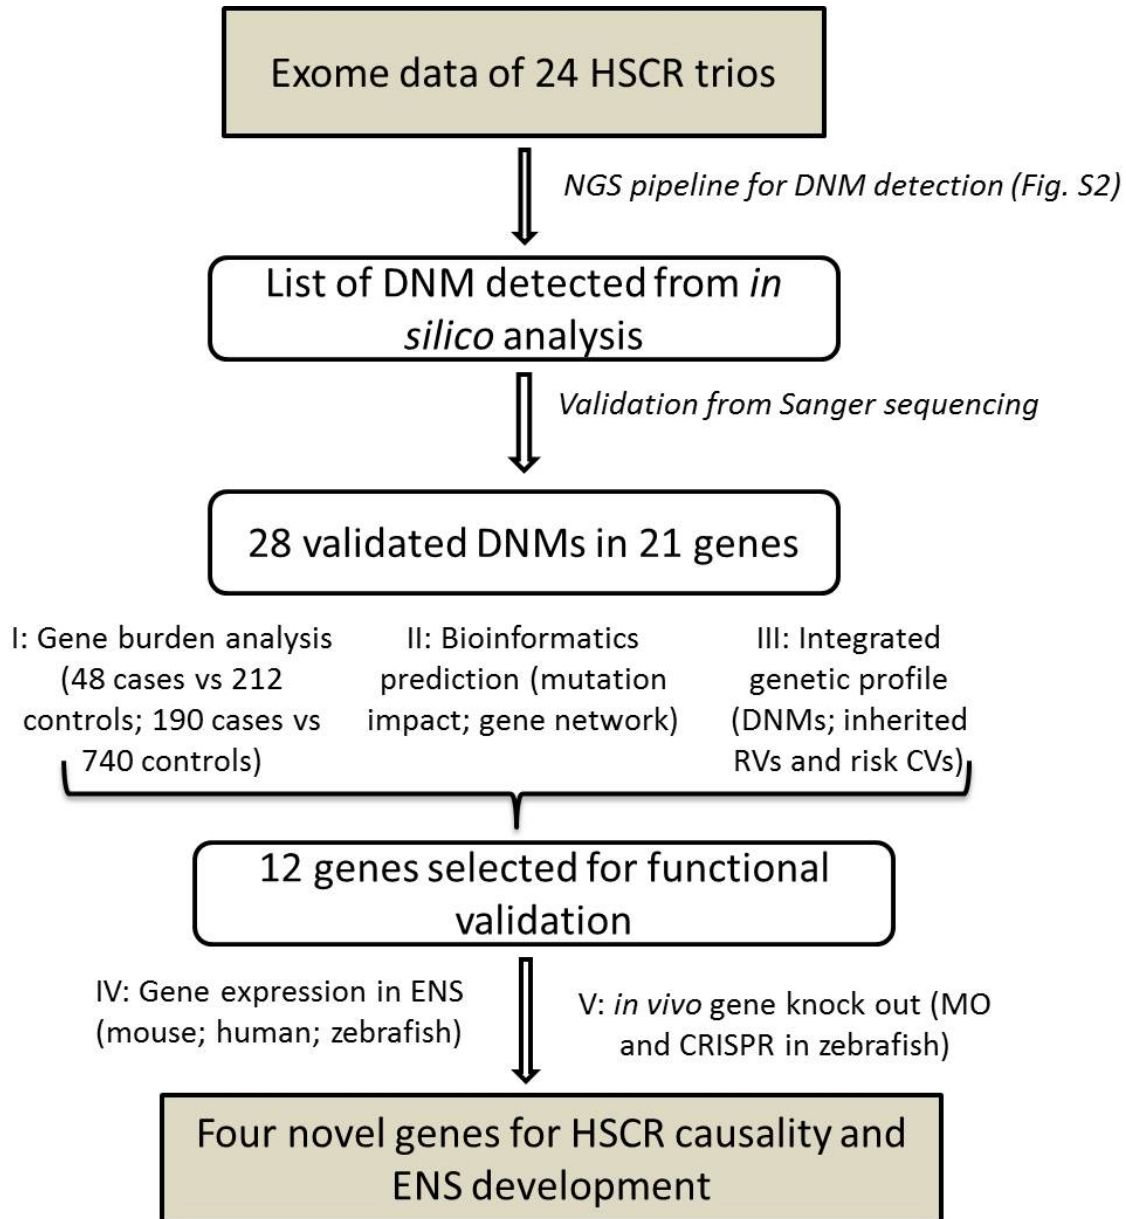 Exome data of 24 HSCR trios
NGS pipeline for DNM detection (Fig. S2)
List of DNM detected from in
silico analysis
Validation from Sanger sequencing
28 validated DNMs in 21 genes
I: Gene burden analysis
(48 cases vs 212
controls; 190 cases vs
740 controls)
II: Bioinformatics
prediction (mutation
impact; gene network)
III: Integrated
genetic profile
(DNMs; inherited
RVs and risk CVs)
12 genes selected for functional
validation
IV: Gene expression in ENS
(mouse; human; zebrafish)
V: in vivo gene knock out (MO
and CRISPR in zebrafish)
Four novel genes for HSCR causality and
ENS development